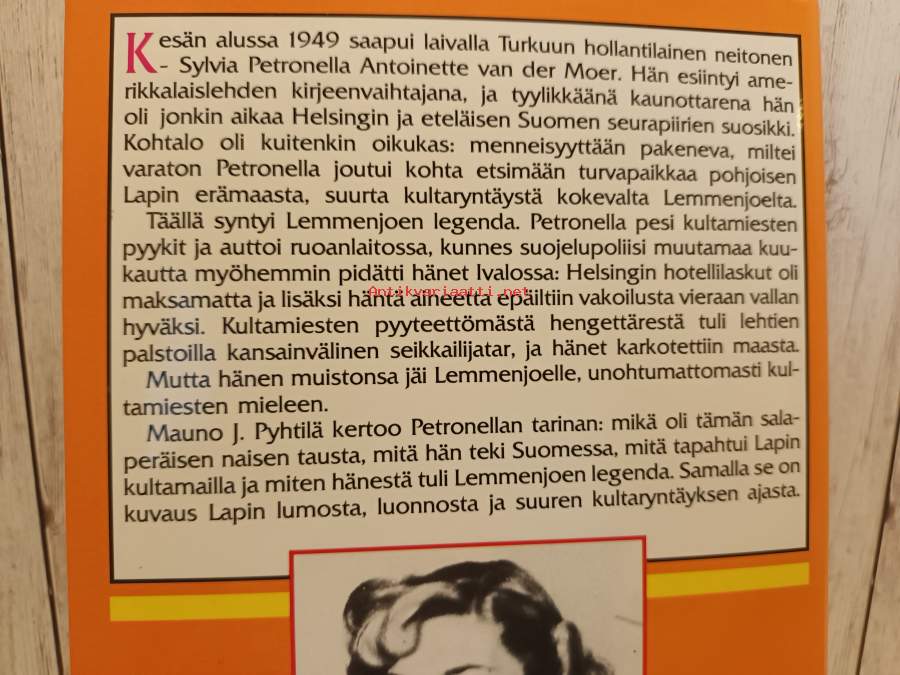 Kesän alussa 1949 saapui laivalla Turkuun hollantilainen neitonen
- Sylvia Petronella Antoinette van der Moer. Hän esiintyi ame-
rikkalaislehden kirjeenvaihtajana, ja tyylikkäänä kaunottarena hän
oli jonkin aikaa Helsingin ja eteläisen Suomen seurapiirien suosikki.
Kohtalo oli kuitenkin oikukas: menneisyyttään pakeneva, miltei
varaton Petronella joutui kohta etsimään turvapaikkaa pohjoisen
Lapin erämaasta, suurta kultaryntäystä kokevalta Lemmenjoelta.
Täällä syntyi Lemmenjoen legenda. Petronella pesi kultamiesten
pyykit ja auttoi ruoanlaitossa, kunnes suojelupoliisi muutamaa kuu-
kautta myöhemmin pidätti hänet Ivalossa: Helsingin hotellilaskut oli
maksamatta ja lisäksi häntä aiheetta epäiltiin vakoilusta vieraan vallan
Antikvariaatti.net
hyväksi. Kultamiesten pyyteettömästä hengettärestä tuli lehtien
palstoilla kansainvälinen seikkailijatar, ja hänet karkotettiin maasta.
Mutta hänen muistonsa jäi Lemmenjoelle, unohtumattomasti kul-
tamiesten mieleen.
Mauno J. Pyhtilä kertoo Petronellan tarinan: mikä oli tämän sala-
peräisen naisen tausta, mitä hän teki Suomessa, mitä tapahtui Lapin
kultamailla ja miten hänestä tuli Lemmenjoen legenda. Samalla se on
kuvaus Lapin lumosta, luonnosta ja suuren kultaryntäyksen ajasta.